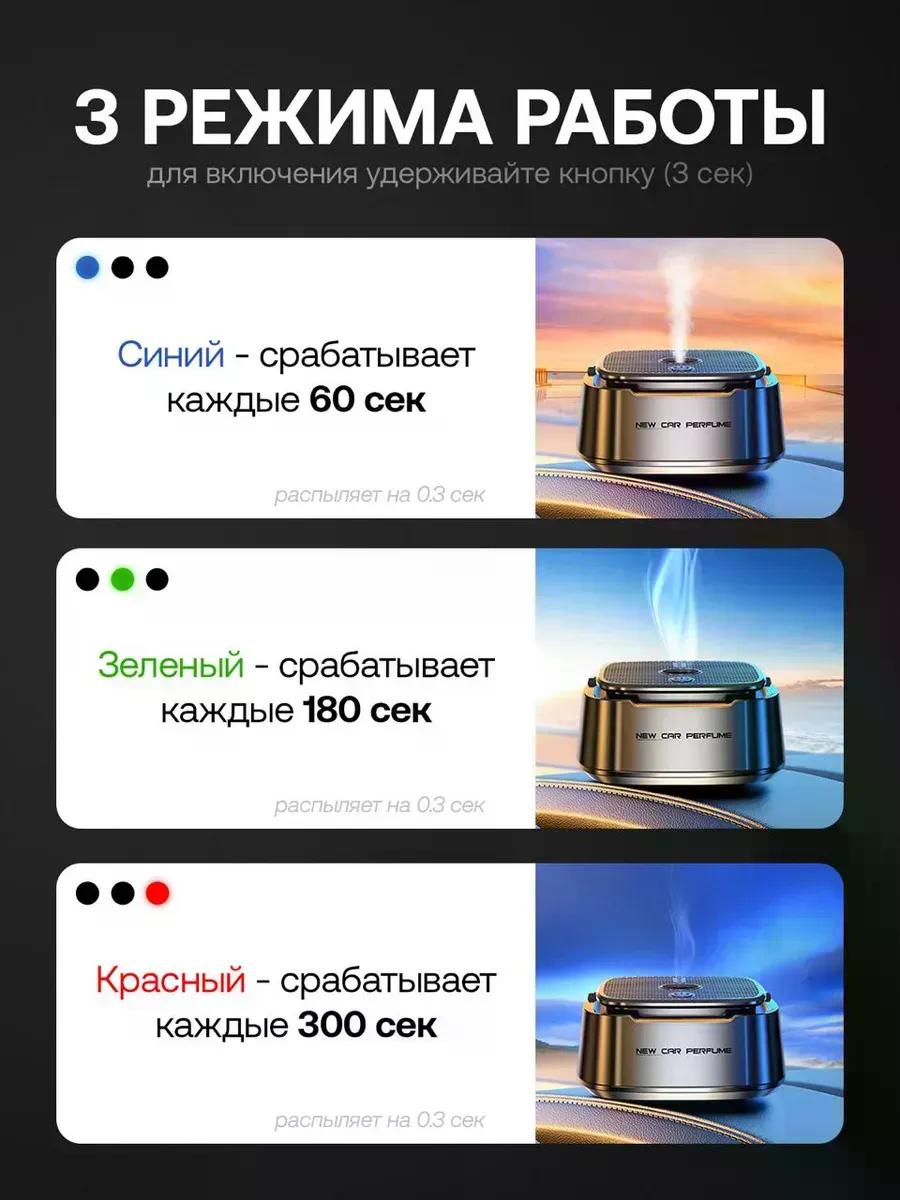 3 РЕЖИМА РАБОТЫ
для включения удерживайте кнопку (3 сек)
Синий - срабатывает
каждые 60 сек
распыляет на 0.3 сек
NEW CAR PERFUME
Зеленый - срабатывает
каждые 180 сек
распыляет на 0.3 сек
NEW CAR PERFUME
Красный - срабатывает
каждые 300 сек
распыляет на 0.3 сек
NEW CAR PERFUME